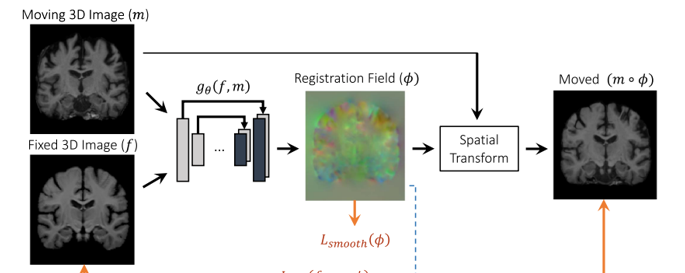 Moving 3D Image (m)
g_θ(f, m)
Registration Field (ϕ)
Moved (m ∘ ϕ)
Fixed 3D Image (f)
...
Spatial
Transform
L_smooth(ϕ)